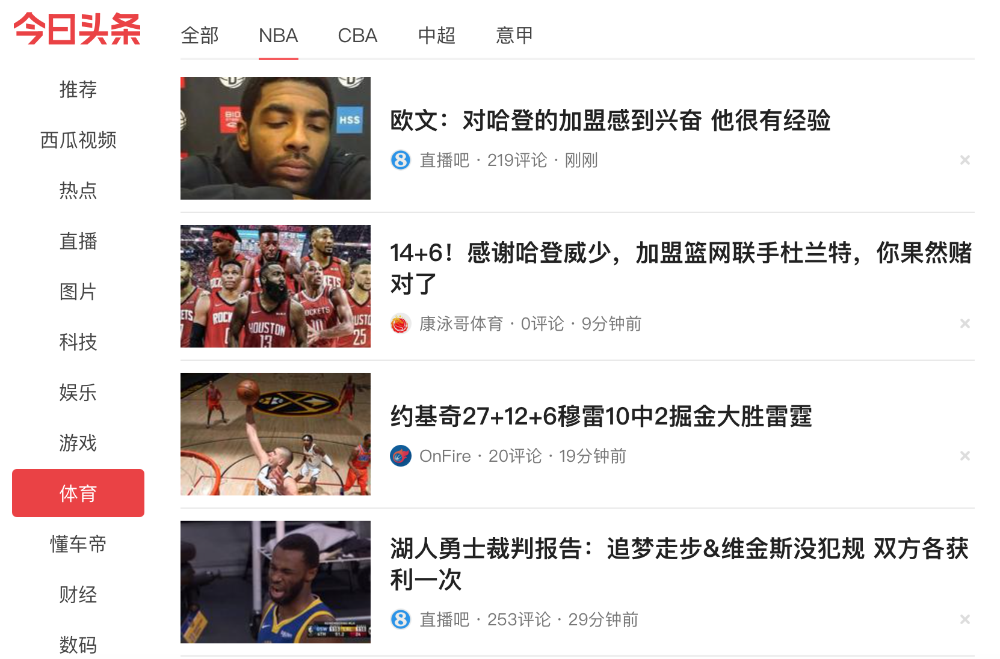 今日头条
全部 NBA CBA 中超 意甲
推荐
西瓜视频
热点
直播
图片
科技
娱乐
游戏
体育
懂车帝
财经
数码
HSS
欧文：对哈登的加盟感到兴奋 他很有经验
直播吧 · 219评论 · 刚刚
HOUSTON
13
25
14+6！感谢哈登威少，加盟篮网联手杜兰特，你果然赌
对了
康泳哥体育 · 0评论 · 9分钟前
约基奇27+12+6穆雷10中2掘金大胜雷霆
OnFire · 20评论 · 19分钟前
湖人勇士裁判报告：追梦走步&维金斯没犯规 双方各获
利一次
直播吧 · 253评论 · 29分钟前